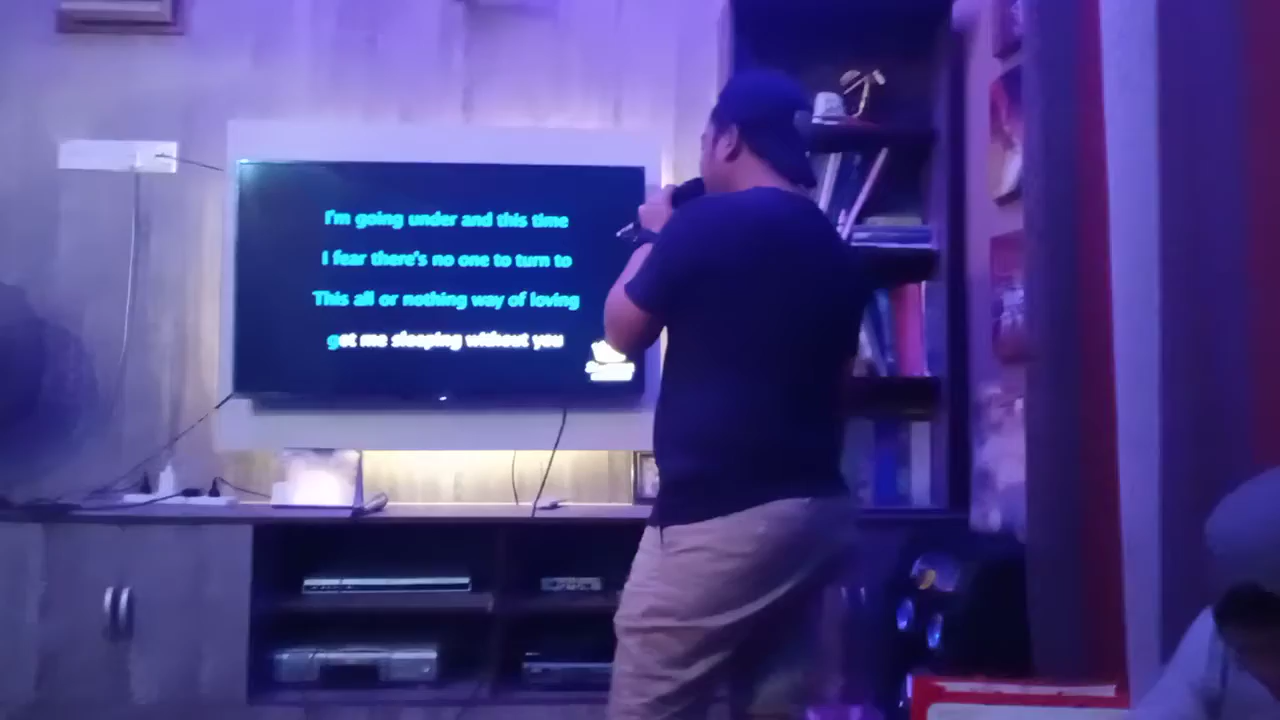 I'm going under and this time
I fear there's no one to turn to
This all or nothing way of loving
got me sleeping without you